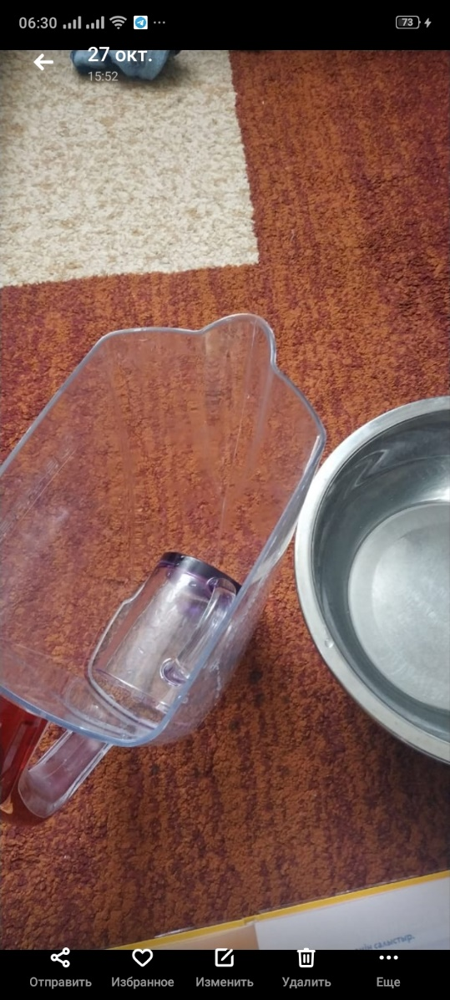 06:30
73
27 окт.
15:52
салыстыр.
Отправить
Избранное
Изменить
Удалить
Еще